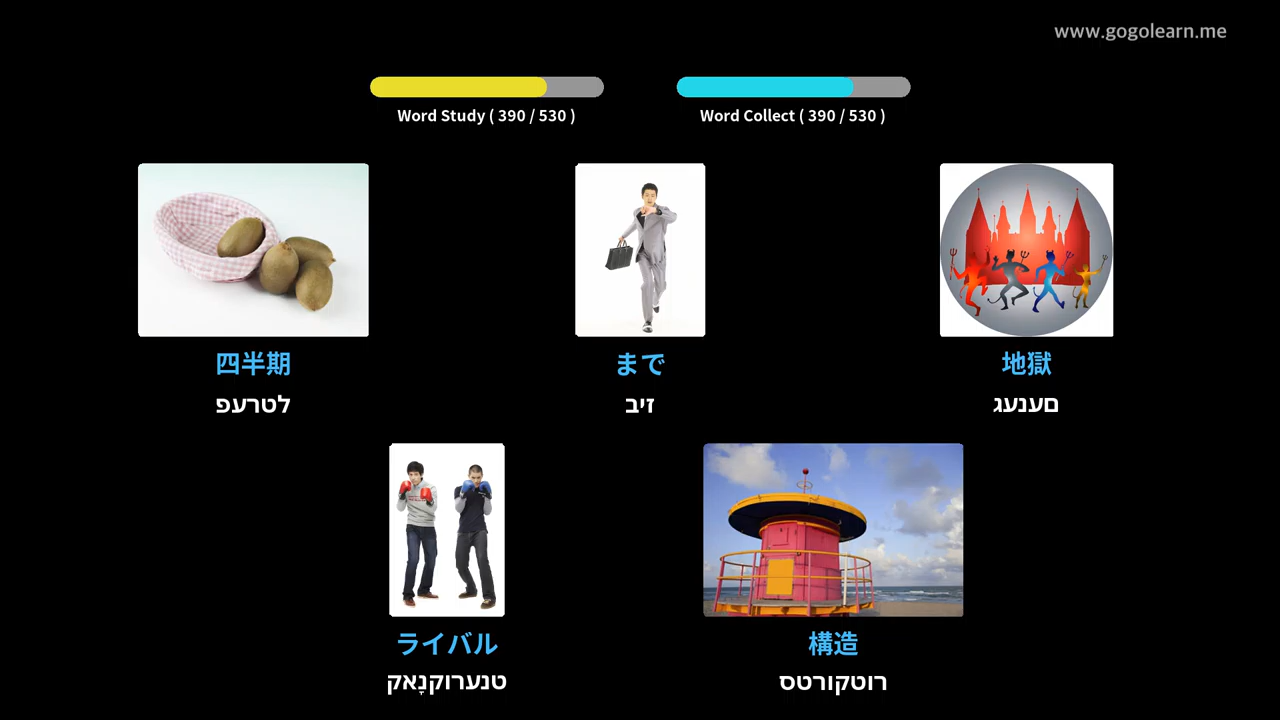 www.gogolearn.me
Word Study ( 390 / 530 )
Word Collect ( 390 / 530 )
四半期
לטרעפ
まで
זיב
地獄
םענעג
ライバル
טנערוקנָאק
構造
רוטקורטס